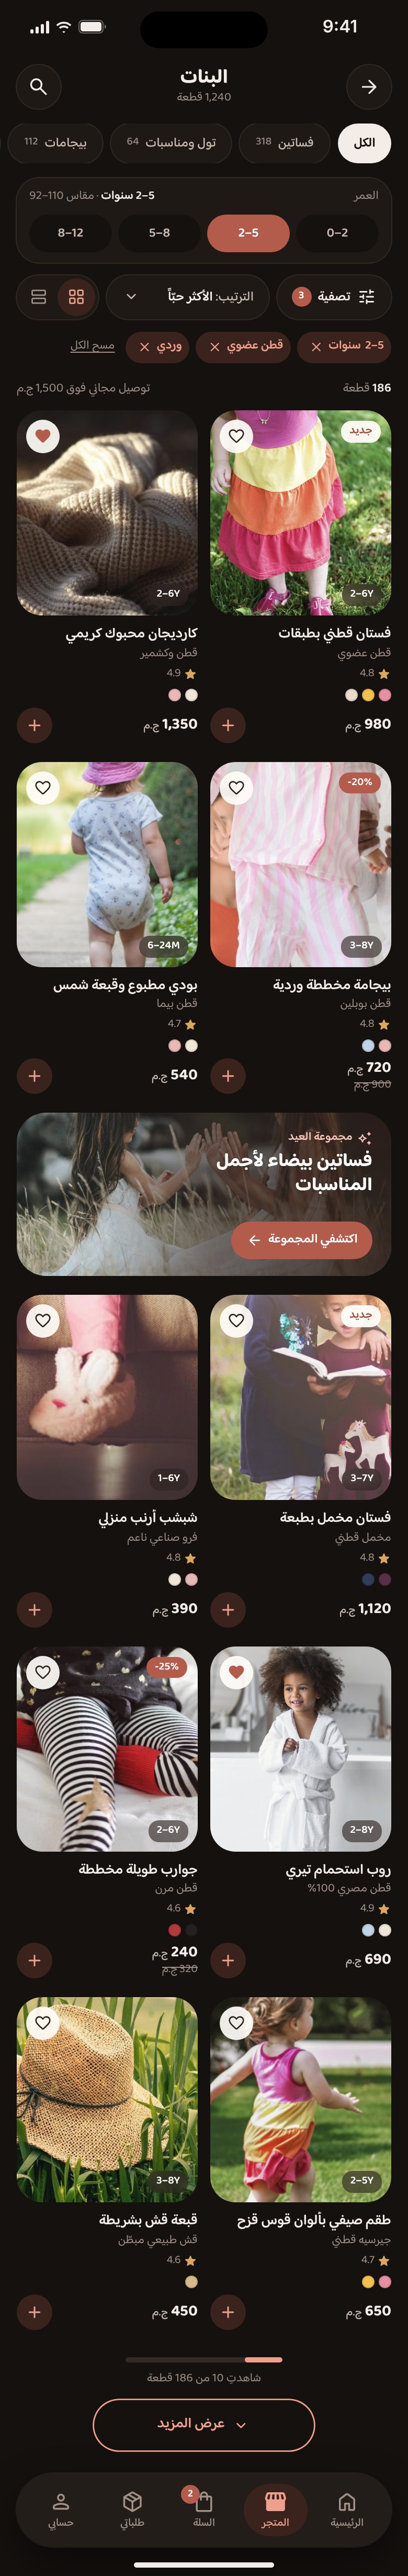 9:41
البنات
1,240 قطعة
الكل
فساتين 318
تول ومناسبات 64
بيجامات 112
العمر
2–5 سنوات · مقاس 110–92
0–2
2–5
5–8
8–12
تصفية 3
الترتيب: الأكثر حبّاً
2–5 سنوات
قطن عضوي
وردي
مسح الكل
186 قطعة
توصيل مجاني فوق 1,500 ج.م
جديد
2–6Y
فستان قطني بطبقات
قطن عضوي
4.8
980 ج.م
2–6Y
كارديجان محبوك كريمي
قطن وكشمير
4.9
1,350 ج.م
-20%
3–8Y
بيجامة مخططة وردية
قطن بوبلين
4.8
720 ج.م
900 ج.م
6–24M
بودي مطبوع وقبعة شمس
قطن بيما
4.7
540 ج.م
مجموعة العيد
فساتين بيضاء لأجمل
المناسبات
اكتشفي المجموعة
جديد
3–7Y
فستان مخمل بطبعة
مخمل قطني
4.8
1,120 ج.م
1–6Y
شبشب أرنب منزلي
فرو صناعي ناعم
4.8
390 ج.م
2–8Y
روب استحمام تيري
قطن مصري 100%
4.9
690 ج.م
-25%
2–6Y
جوارب طويلة مخططة
قطن مرن
4.6
240 ج.م
320 ج.م
2–5Y
طقم صيفي بألوان قوس قزح
جيرسيه قطني
4.7
650 ج.م
3–8Y
قبعة قش بشريطة
قش طبيعي مبطّن
4.6
450 ج.م
شاهدتِ 10 من 186 قطعة
عرض المزيد
الرئيسية
المتجر
السلة 2
طلباتي
حسابي